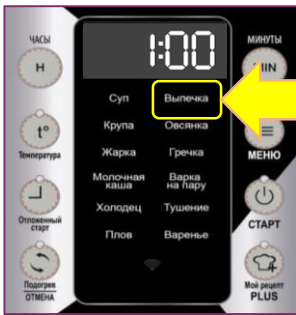 ЧАСЫ
1:00
МИНУТЫ
H
MIN
Суп
Выпечка
t°
Крупа
Овсянка
Температура
Жарка
Гречка
МЕНЮ
Молочная
каша
Варка
на пару
Холодец
Тушение
Отложенный
старт
СТАРТ
Плов
Варенье
Подогрев
ОТМЕНА
Мой рецепт
PLUS